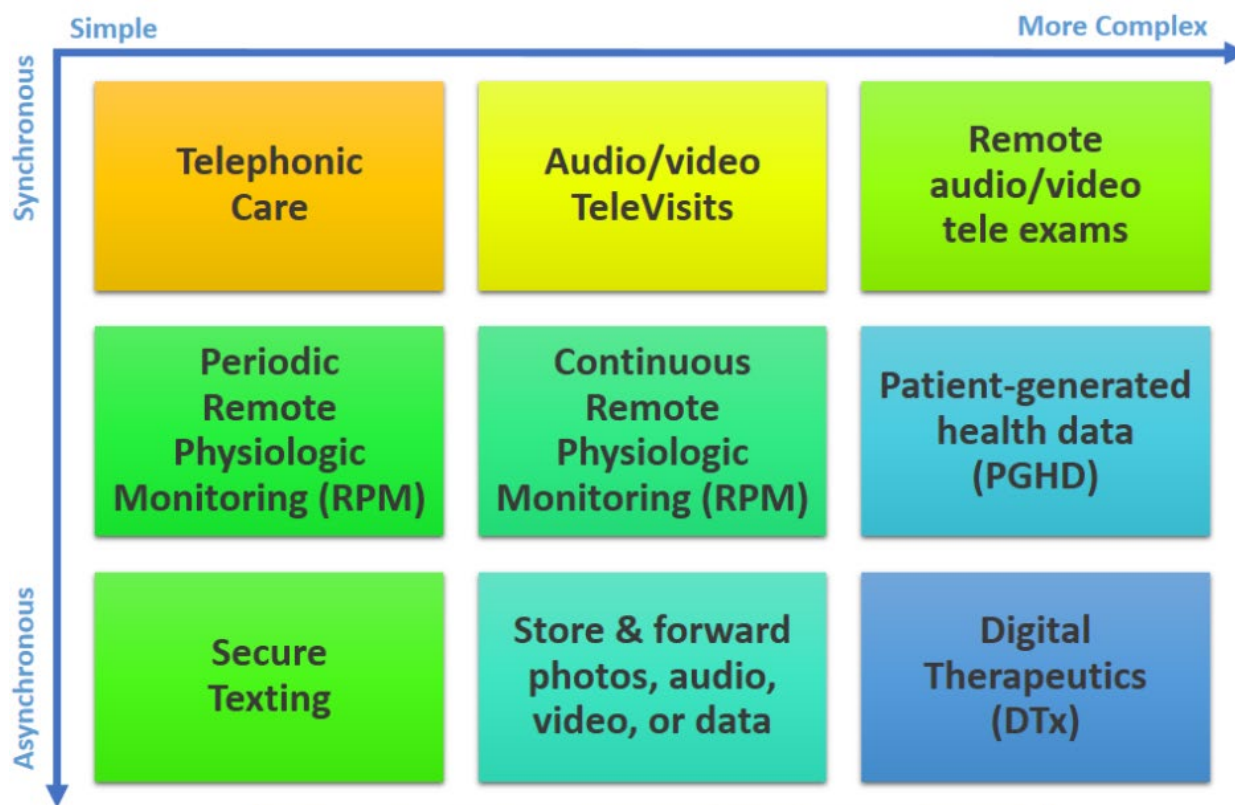 Simple
More Complex
Synchronous
Telephonic
Care
Audio/video
TeleVisits
Remote
audio/video
tele exams
Periodic
Remote
Physiologic
Monitoring (RPM)
Continuous
Remote
Physiologic
Monitoring (RPM)
Patient-generated
health data
(PGHD)
Asynchronous
Secure
Texting
Store & forward
photos, audio,
video, or data
Digital
Therapeutics
(DTx)